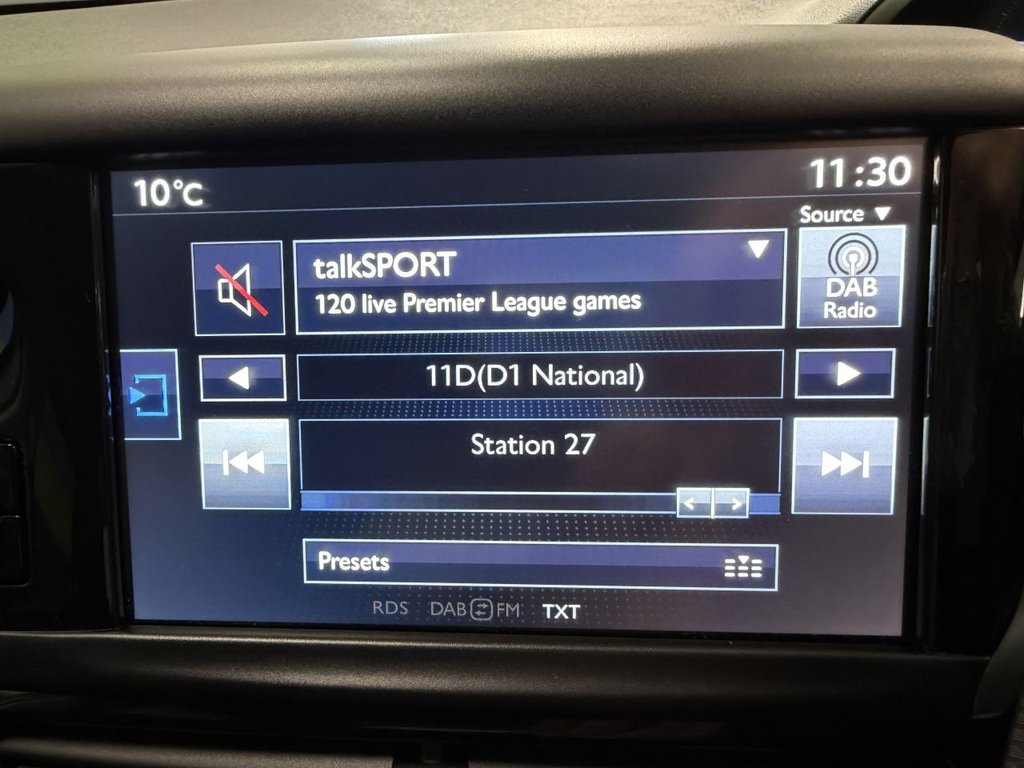 10°C
11:30
Source
talkSPORT
120 live Premier League games
DAB
Radio
11D(D1 National)
Station 27
Presets
RDS DAB FM TXT